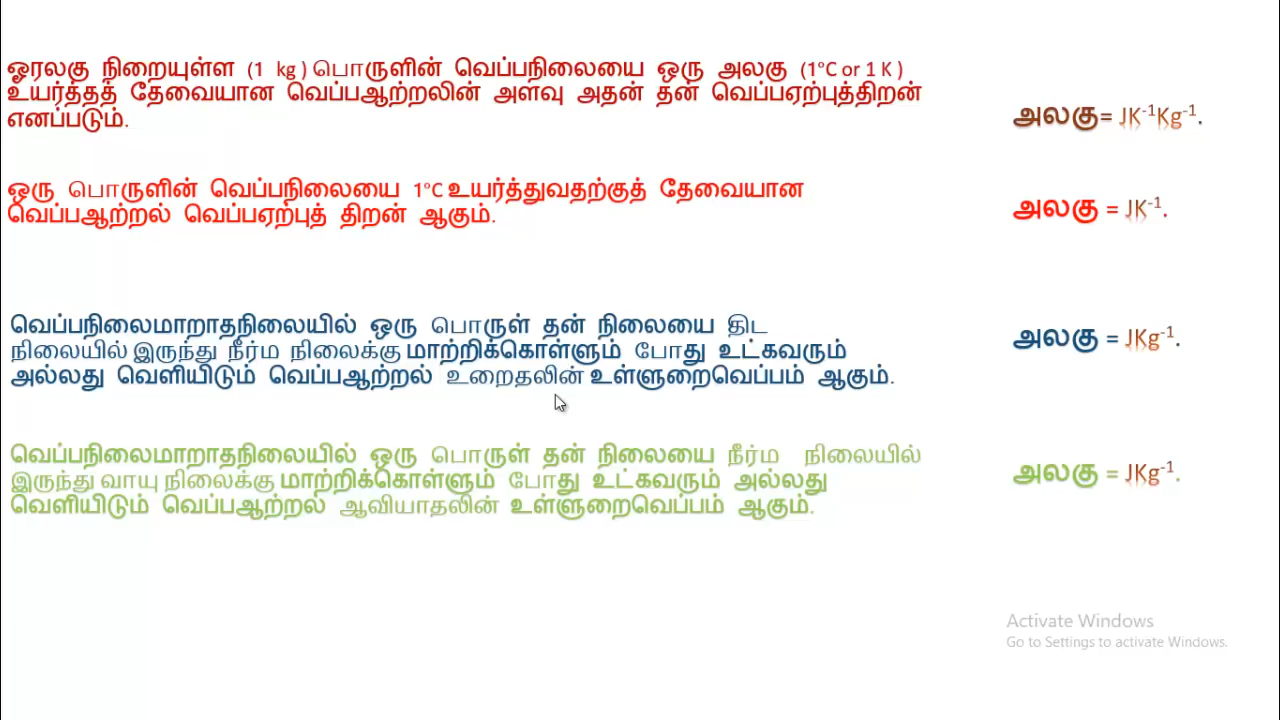 ஓரலகு நிறையுள்ள (1 kg ) பொருளின் வெப்பநிலையை ஒரு அலகு (1°C or 1 K )
உயர்த்தத் தேவையான வெப்பஆற்றலின் அளவு அதன் தன் வெப்பஏற்புத்திறன்
எனப்படும்.
அலகு= JK⁻¹Kg⁻¹.
ஒரு பொருளின் வெப்பநிலையை 1°C உயர்த்துவதற்குத் தேவையான
வெப்பஆற்றல் வெப்பஏற்புத் திறன் ஆகும்.
அலகு = JK⁻¹.
வெப்பநிலைமாறாதநிலையில் ஒரு பொருள் தன் நிலையை திட
நிலையில் இருந்து நீர்ம நிலைக்கு மாற்றிக்கொள்ளும் போது உட்கவரும்
அல்லது வெளியிடும் வெப்பஆற்றல் உறைதலின் உள்ளுறைவெப்பம் ஆகும்.
அலகு = JKg⁻¹.
வெப்பநிலைமாறாதநிலையில் ஒரு பொருள் தன் நிலையை நீர்ம நிலையில்
இருந்து வாயு நிலைக்கு மாற்றிக்கொள்ளும் போது உட்கவரும் அல்லது
வெளியிடும் வெப்பஆற்றல் ஆவியாதலின் உள்ளுறைவெப்பம் ஆகும்.
அலகு = JKg⁻¹.
Activate Windows
Go to Settings to activate Windows.